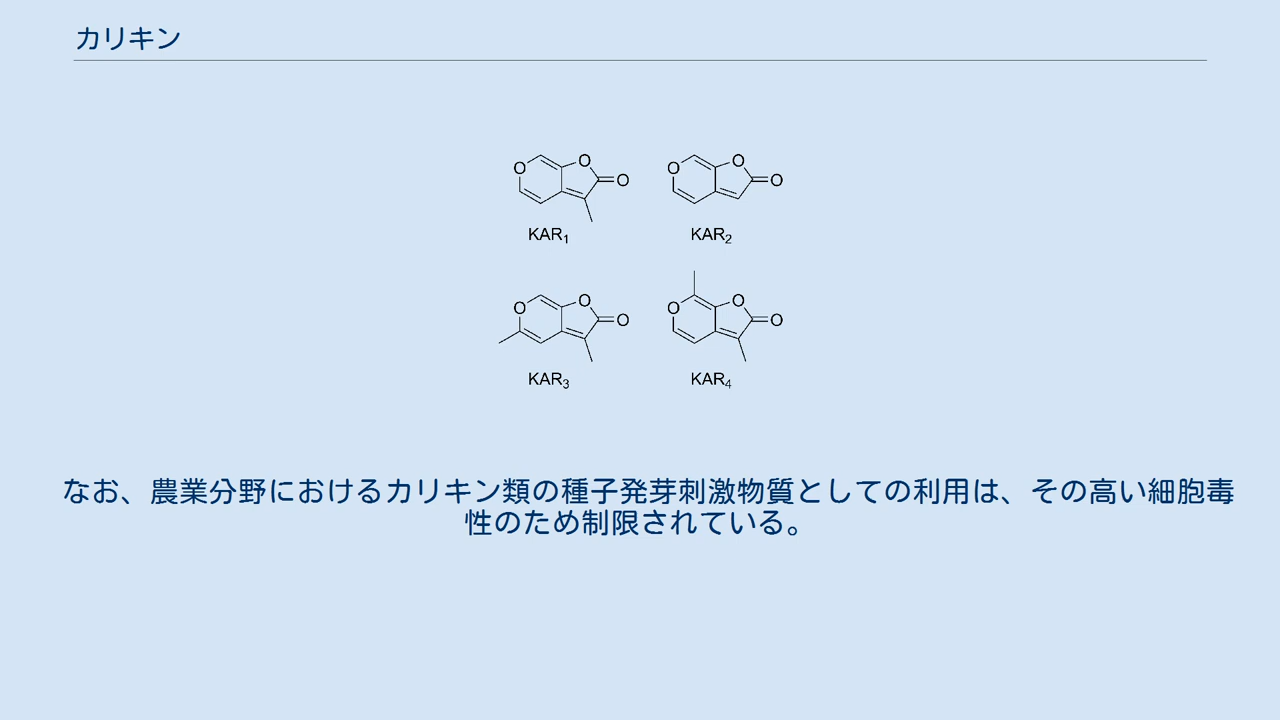 カリキン
O O O O O O
KAR₁ KAR₂
O O O O O O
KAR₃ KAR₄
なお、農業分野におけるカリキン類の種子発芽刺激物質としての利用は、その高い細胞毒
性のため制限されている。